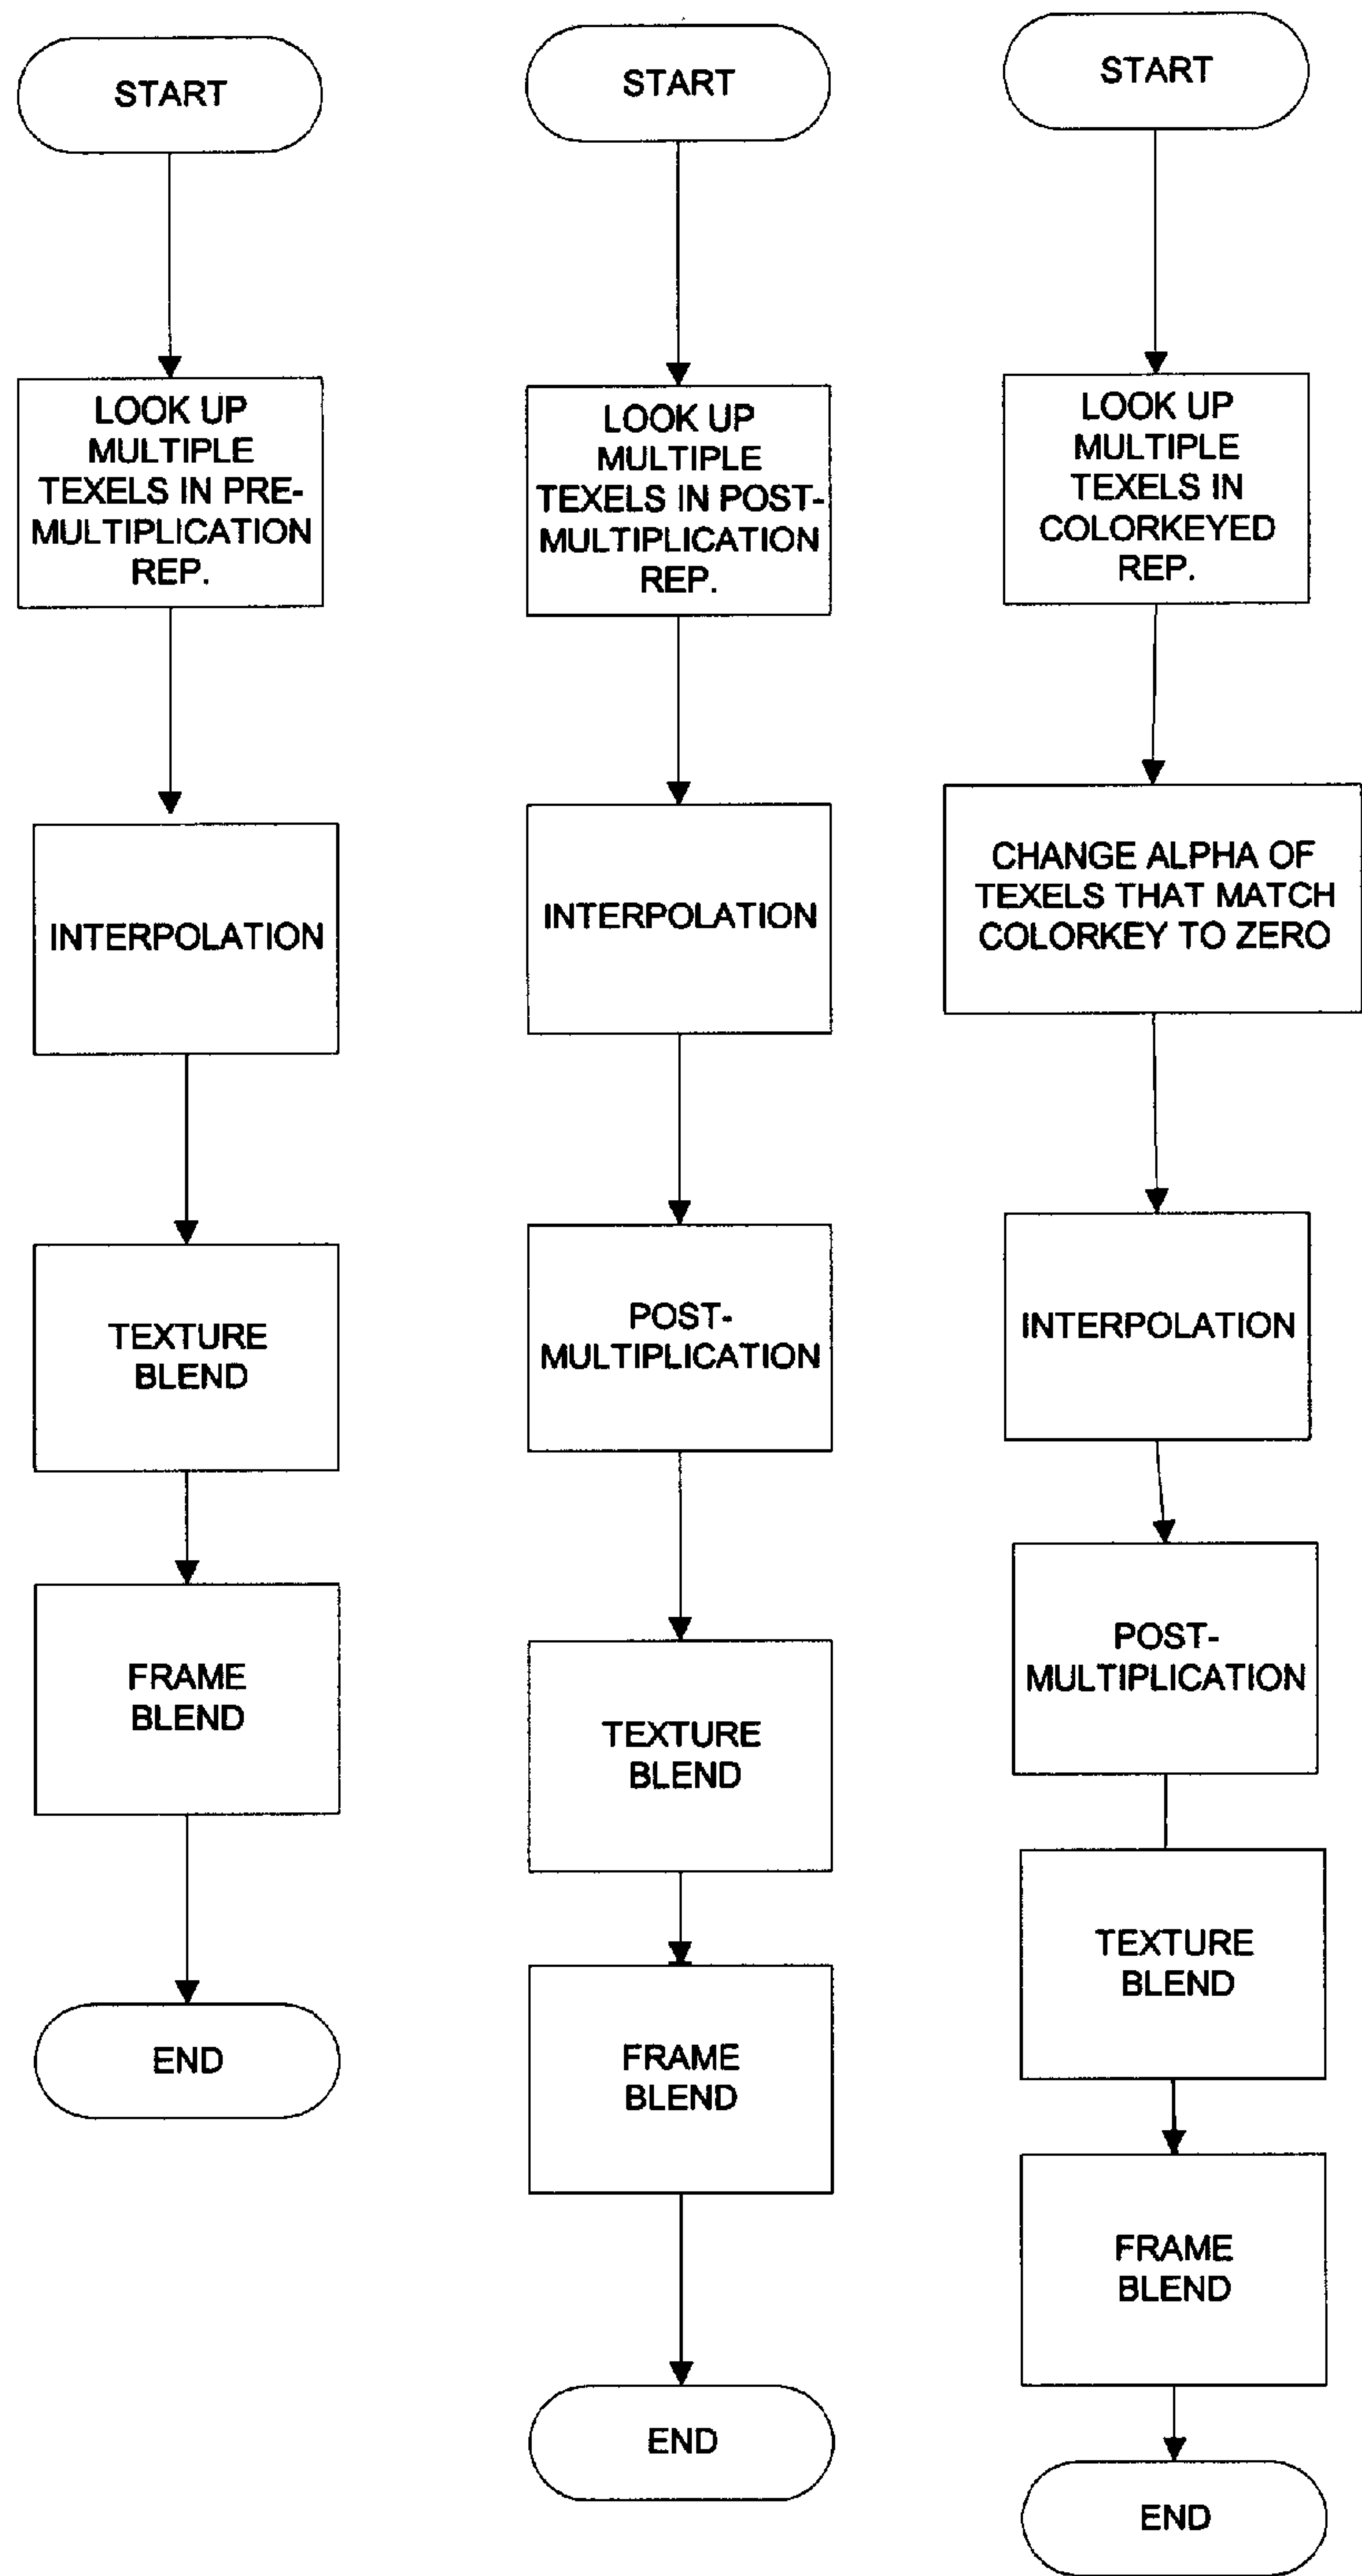 START
LOOK UP
MULTIPLE
TEXELS IN PRE-
MULTIPLICATION
REP.
INTERPOLATION
TEXTURE
BLEND
FRAME
BLEND
END
START
LOOK UP
MULTIPLE
TEXELS IN POST-
MULTIPLICATION
REP.
INTERPOLATION
POST-
MULTIPLICATION
TEXTURE
BLEND
FRAME
BLEND
END
START
LOOK UP
MULTIPLE
TEXELS IN
COLORKEYED
REP.
CHANGE ALPHA OF
TEXELS THAT MATCH
COLORKEY TO ZERO
INTERPOLATION
POST-
MULTIPLICATION
TEXTURE
BLEND
FRAME
BLEND
END